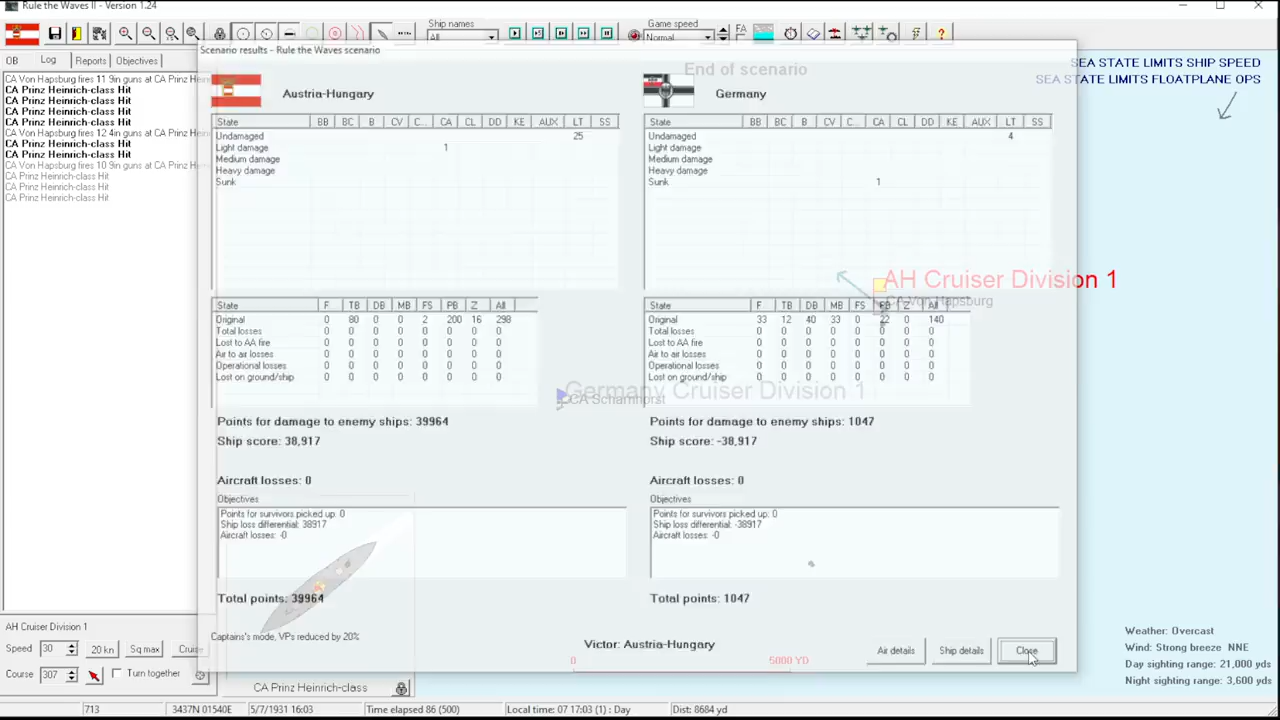 Rule the Waves II - Version 1.24
Ship names
All
Game speed
Normal
FA
?
OB Log Reports Objectives
CA Von Hapsburg fires 11 9in guns at CA Prinz Hein
CA Prinz Heinrich-class Hit
CA Prinz Heinrich-class Hit
CA Prinz Heinrich-class Hit
CA Prinz Heinrich-class Hit
CA Von Hapsburg fires 12 4in guns at CA Prinz Hein
CA Prinz Heinrich-class Hit
CA Prinz Heinrich-class Hit
CA Von Hapsburg fires 10 9in guns at CA Prinz Hein
CA Prinz Heinrich-class Hit
CA Prinz Heinrich-class Hit
CA Prinz Heinrich-class Hit
SEA STATE LIMITS SHIP SPEED
SEA STATE LIMITS FLOATPLANE OPS
Scenario results - Rule the Waves scenario
End of scenario
Austria-Hungary
State BB BC B CV C... CA CL DD KE AUX LT SS
Undamaged 25
Light damage 1
Medium damage
Heavy damage
Sunk
State F TB DB MB FS PB Z All
Original 0 80 0 0 2 200 16 298
Total losses 0 0 0 0 0 0 0 0
Lost to AA fire 0 0 0 0 0 0 0 0
Air to air losses 0 0 0 0 0 0 0 0
Operational losses 0 0 0 0 0 0 0 0
Lost on ground/ship 0 0 0 0 0 0 0 0
Points for damage to enemy ships: 39964
Ship score: 38,917
Aircraft losses: 0
Objectives
Points for survivors picked up: 0
Ship loss differential: 38917
Aircraft losses: -0
Total points: 39964
Captains's mode, VPs reduced by 20%
Germany
State BB BC B CV C... CA CL DD KE AUX LT SS
Undamaged 4
Light damage
Medium damage
Heavy damage
Sunk 1
State F TB DB MB FS PB Z All
Original 33 12 40 33 0 22 0 140
Total losses 0 0 0 0 0 0 0 0
Lost to AA fire 0 0 0 0 0 0 0 0
Air to air losses 0 0 0 0 0 0 0 0
Operational losses 0 0 0 0 0 0 0 0
Lost on ground/ship 0 0 0 0 0 0 0 0
Points for damage to enemy ships: 1047
Ship score: -38,917
Aircraft losses: 0
Objectives
Points for survivors picked up: 0
Ship loss differential: -38917
Aircraft losses: -0
Total points: 1047
Victor: Austria-Hungary
Air details Ship details Close
AH Cruiser Division 1
CA Von Hapsburg
Germany Cruiser Division 1
CA Scharnhorst
0 5000 YD
AH Cruiser Division 1
Speed 30 20 kn Sq max Cruise
Course 307 Turn together
CA Prinz Heinrich-class
Weather: Overcast
Wind: Strong breeze NNE
Day sighting range: 21,000 yds
Night sighting range: 3,600 yds
713 3437N 01540E 5/7/1931 16:03 Time elapsed 86 (500) Local time: 07 17:03 (1) : Day Dist: 8684 yd